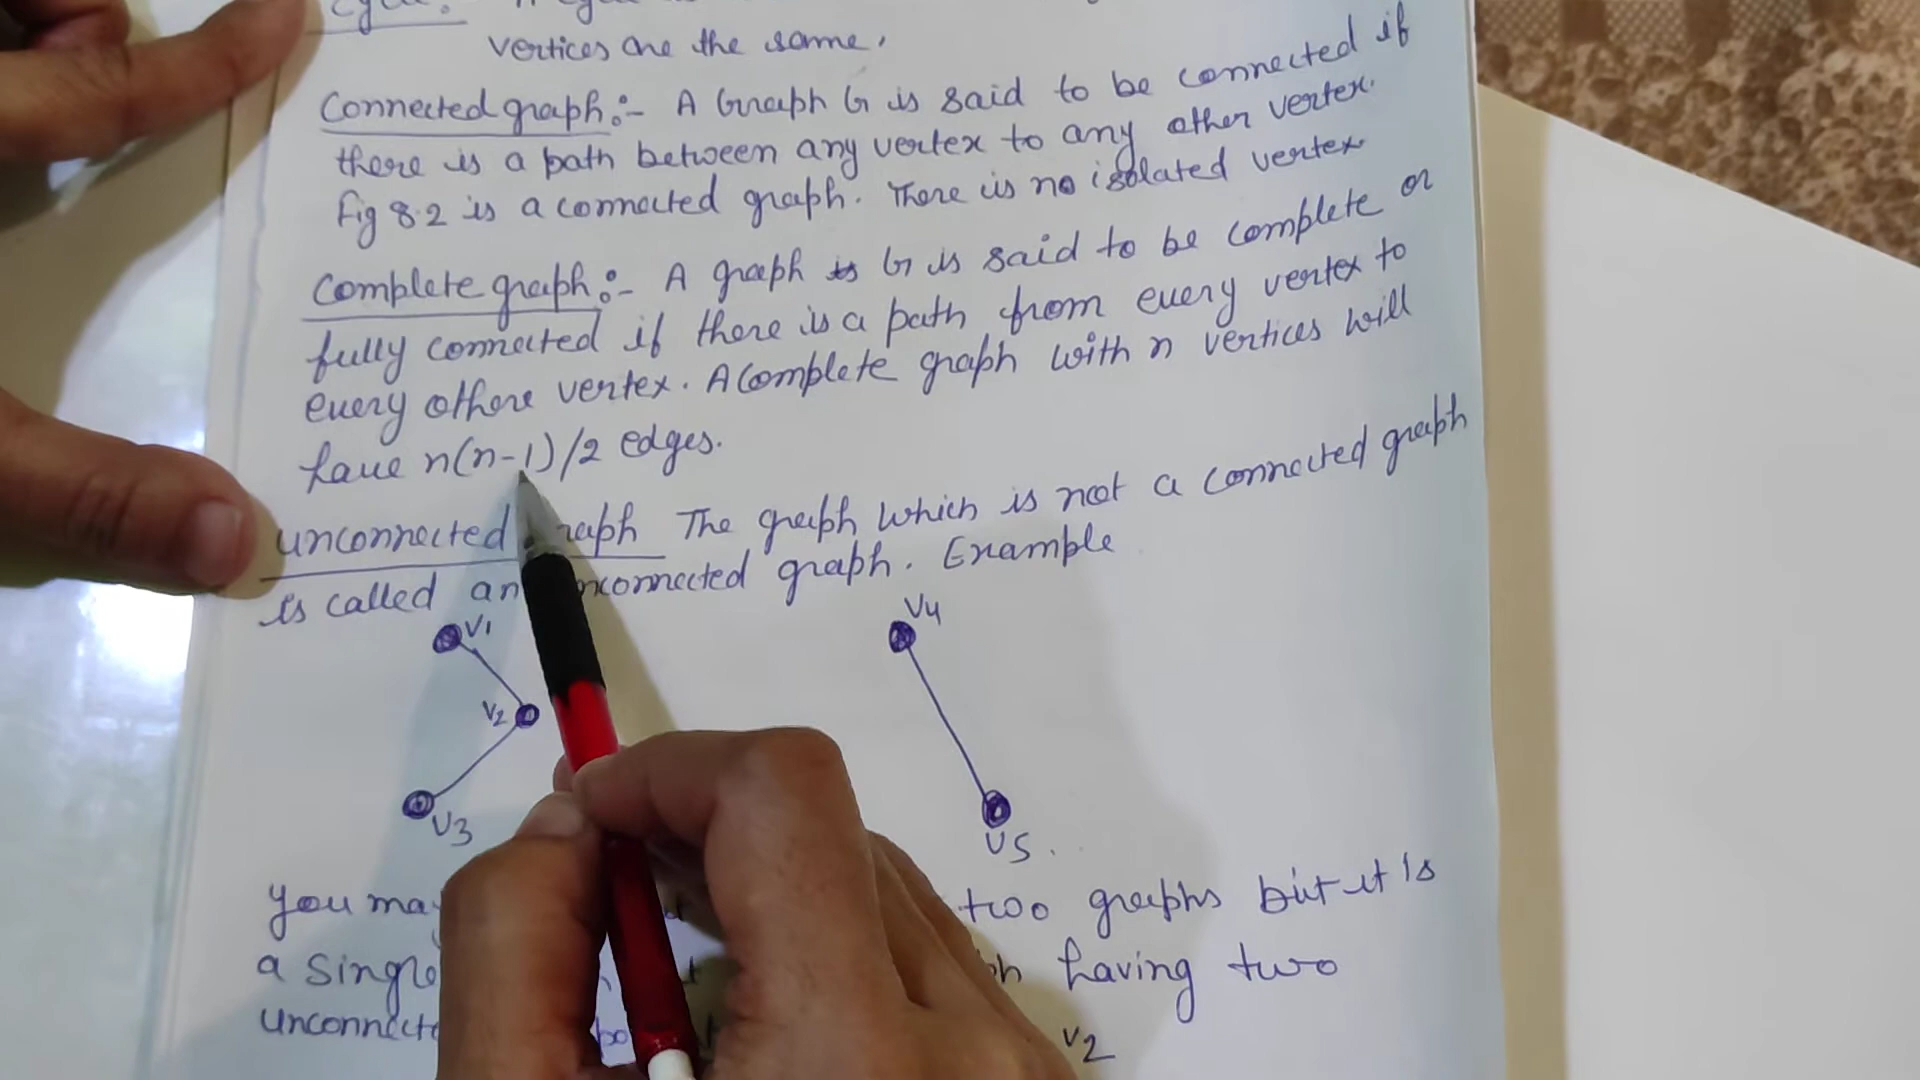 vertices are the same.
Connected graph:- A Graph G is said to be connected if
there is a path between any vertex to any other vertex.
Fig 8.2 is a connected graph. There is no isolated vertex
Complete graph:- A graph is G is said to be complete or
fully connected if there is a path from every vertex to
every othere vertex. A Complete graph with n vertices will
have n(n-1)/2 edges.
unconnected graph The graph which is not a connected graph
is called an unconnected graph. Example
V1
V4
V2
V3
V5.
You two graphs but it is
a single having two
V2